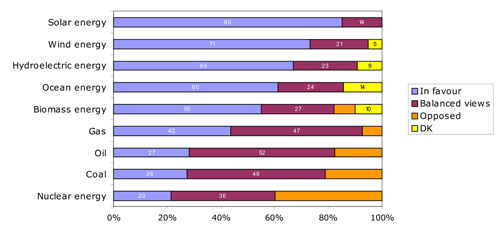 Solar energy 80 14
Wind energy 71 21 5
Hydroelectric energy 65 23 9
Ocean energy 60 24 14
Biomass energy 55 27 10
Gas 42 47
Oil 27 52
Coal 26 49
Nuclear energy 20 36
0% 20% 40% 60% 80% 100%
In favour
Balanced views
Opposed
DK